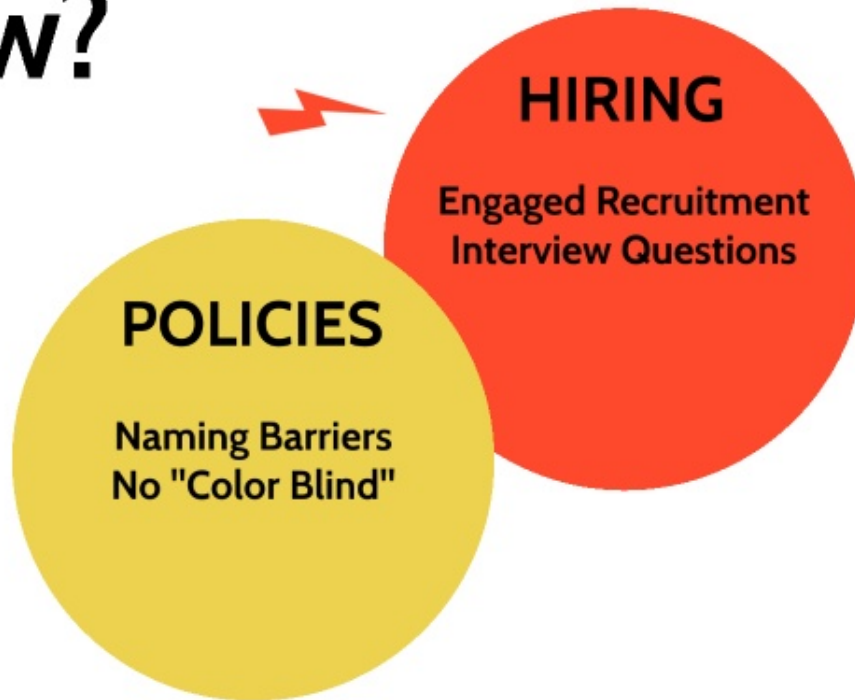 w?
HIRING
Engaged Recruitment
Interview Questions
POLICIES
Naming Barriers
No "Color Blind"